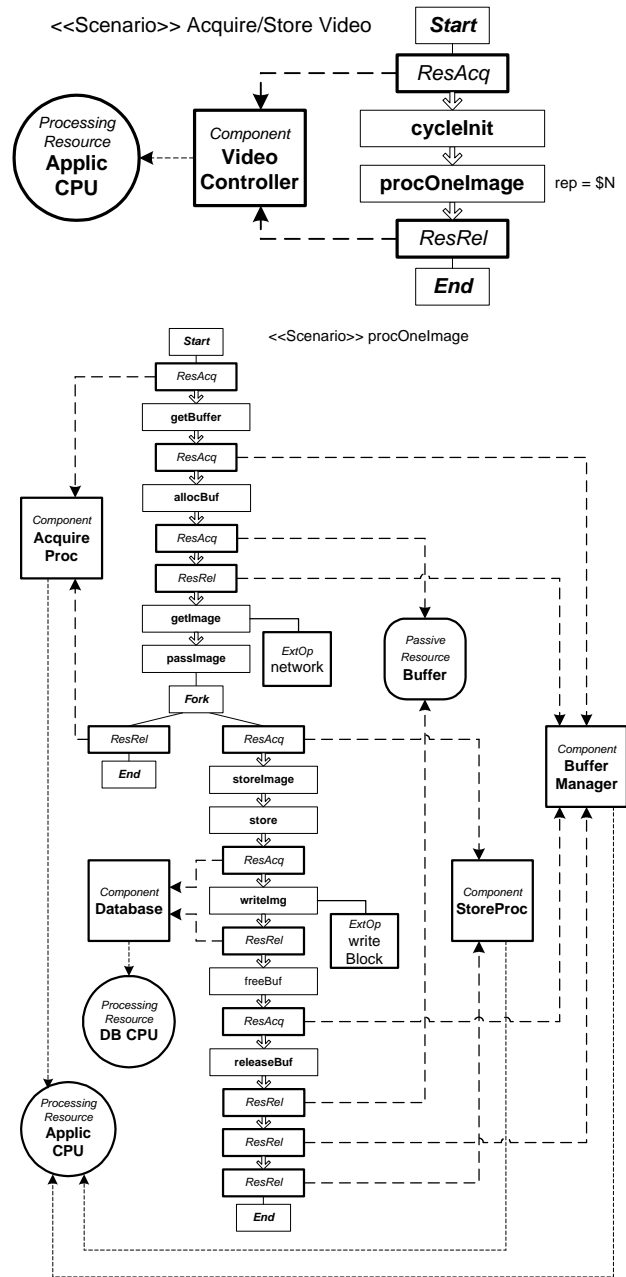 <<Scenario>> Acquire/Store Video
Start
ResAcq
cycleInit
procOneImage
rep = $N
ResRel
End
Component
Video
Controller
Processing
Resource
Applic
CPU
<<Scenario>> procOneImage
Start
ResAcq
getBuffer
ResAcq
allocBuf
ResAcq
ResRel
getImage
passImage
Fork
ExtOp
network
Component
Acquire
Proc
Passive
Resource
Buffer
ResRel
End
ResAcq
storeImage
store
ResAcq
writeImg
ResRel
freeBuf
ResAcq
releaseBuf
ResRel
ResRel
ResRel
End
Component
Buffer
Manager
Component
Database
Component
StoreProc
ExtOp
write
Block
Processing
Resource
DB CPU
Processing
Resource
Applic
CPU